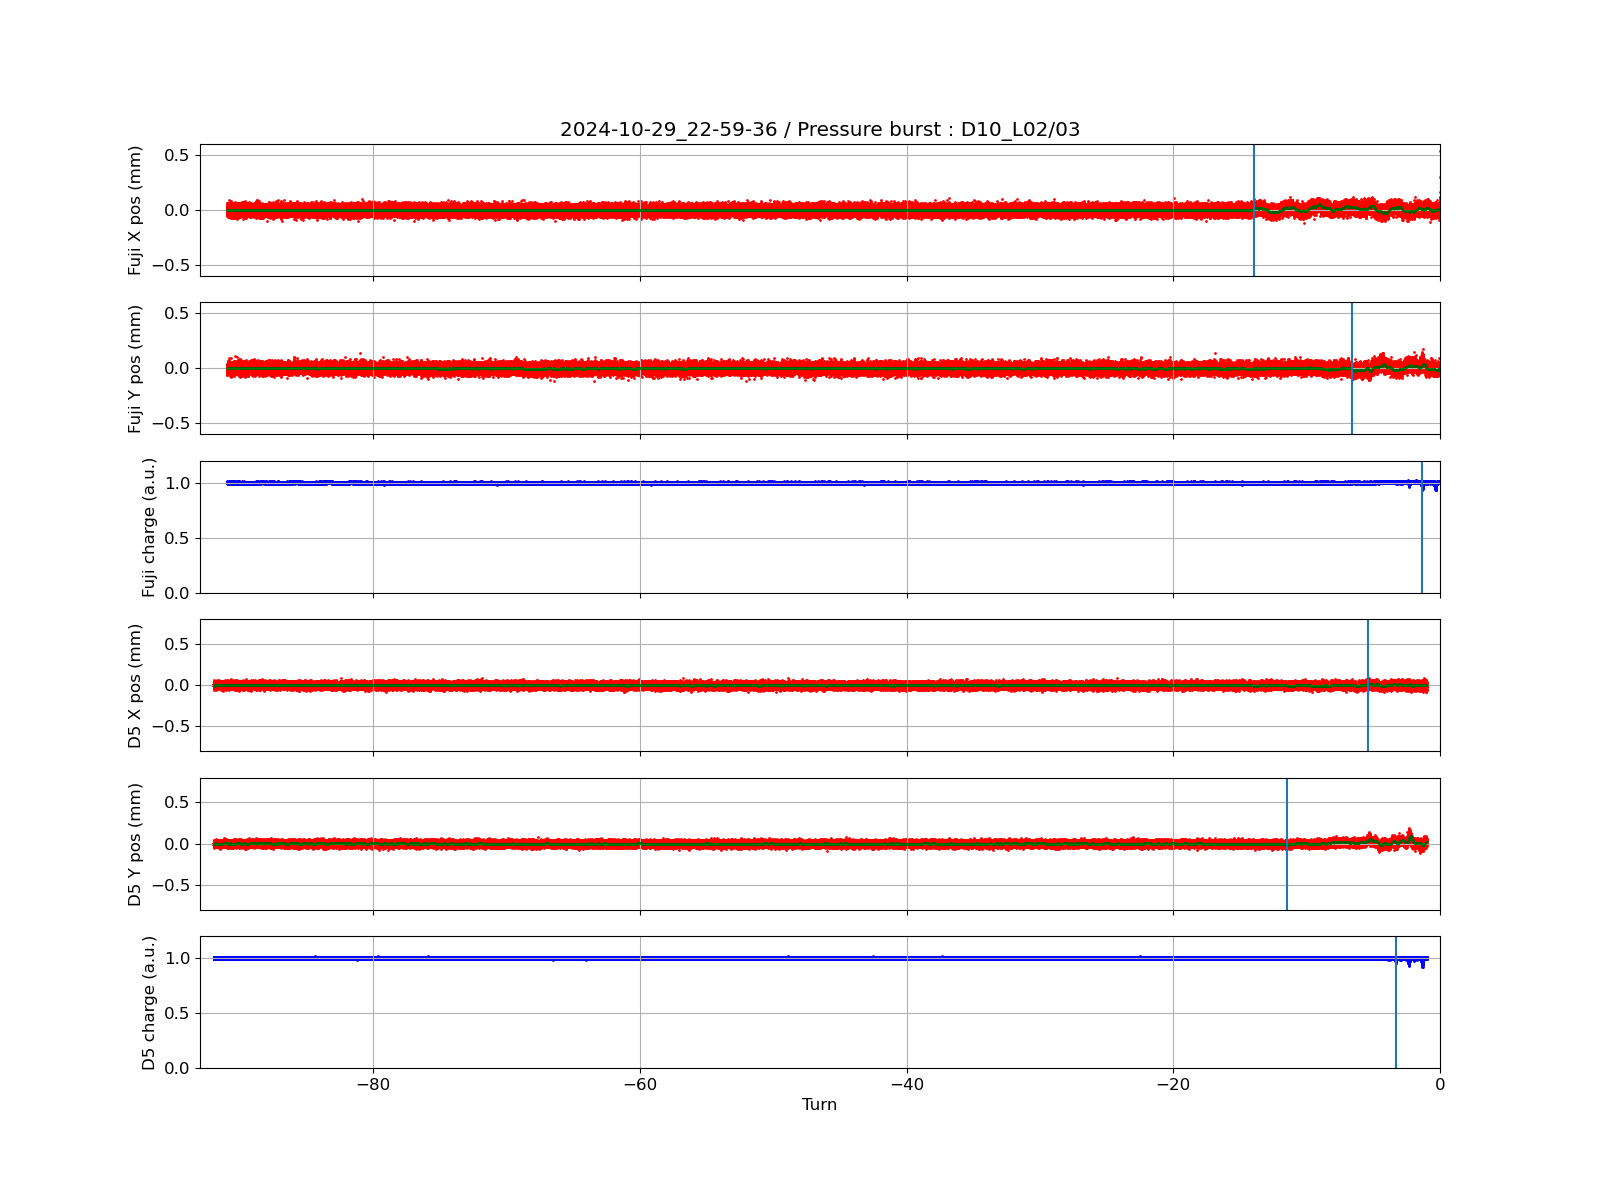 2024-10-29_22-59-36 / Pressure burst : D10_L02/03
Fuji X pos (mm)
0.5
0.0
−0.5
Fuji Y pos (mm)
0.5
0.0
−0.5
Fuji charge (a.u.)
1.0
0.5
0.0
D5 X pos (mm)
0.5
0.0
−0.5
D5 Y pos (mm)
0.5
0.0
−0.5
D5 charge (a.u.)
1.0
0.5
0.0
−80 −60 −40 −20 0
Turn